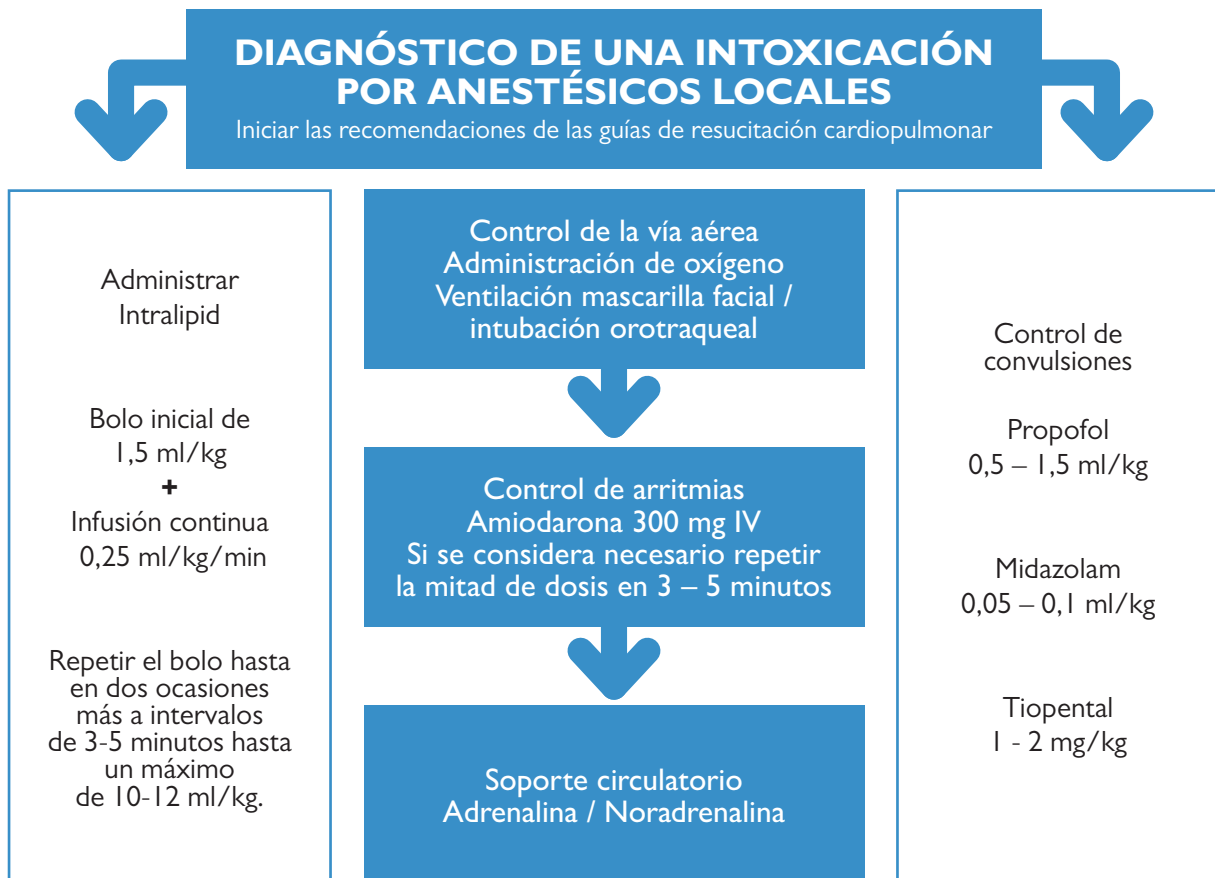 DIAGNÓSTICO DE UNA INTOXICACIÓN
POR ANESTÉSICOS LOCALES
Iniciar las recomendaciones de las guías de resucitación cardiopulmonar
Administrar
Intralipid
Bolo inicial de
1,5 ml/kg
+
Infusión continua
0,25 ml/kg/min
Repetir el bolo hasta
en dos ocasiones
más a intervalos
de 3-5 minutos hasta
un máximo
de 10-12 ml/kg.
Control de la vía aérea
Administración de oxígeno
Ventilación mascarilla facial /
intubación orotraqueal
Control de arritmias
Amiodarona 300 mg IV
Si se considera necesario repetir
la mitad de dosis en 3 – 5 minutos
Soporte circulatorio
Adrenalina / Noradrenalina
Control de
convulsiones
Propofol
0,5 – 1,5 ml/kg
Midazolam
0,05 – 0,1 ml/kg
Tiopental
1 - 2 mg/kg